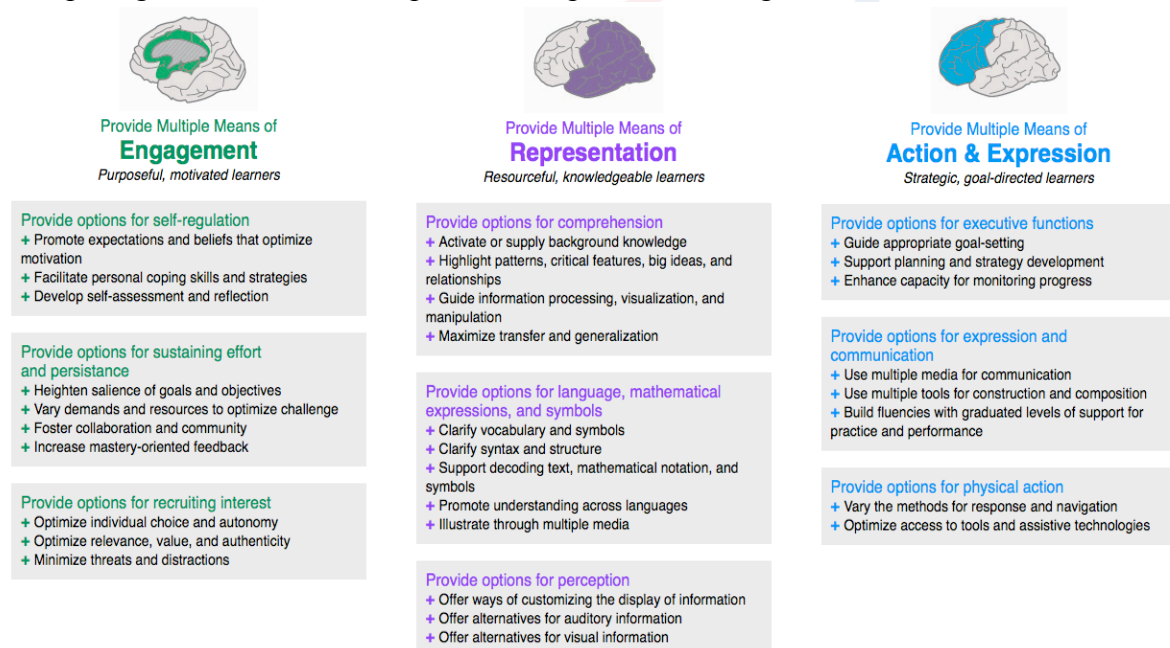 Provide Multiple Means of
Engagement
Purposeful, motivated learners
Provide options for self-regulation
+ Promote expectations and beliefs that optimize
motivation
+ Facilitate personal coping skills and strategies
+ Develop self-assessment and reflection
Provide options for sustaining effort
and persistance
+ Heighten salience of goals and objectives
+ Vary demands and resources to optimize challenge
+ Foster collaboration and community
+ Increase mastery-oriented feedback
Provide options for recruiting interest
+ Optimize individual choice and autonomy
+ Optimize relevance, value, and authenticity
+ Minimize threats and distractions
Provide Multiple Means of
Representation
Resourceful, knowledgeable learners
Provide options for comprehension
+ Activate or supply background knowledge
+ Highlight patterns, critical features, big ideas, and
relationships
+ Guide information processing, visualization, and
manipulation
+ Maximize transfer and generalization
Provide options for language, mathematical
expressions, and symbols
+ Clarify vocabulary and symbols
+ Clarify syntax and structure
+ Support decoding text, mathematical notation, and
symbols
+ Promote understanding across languages
+ Illustrate through multiple media
Provide options for perception
+ Offer ways of customizing the display of information
+ Offer alternatives for auditory information
+ Offer alternatives for visual information
Provide Multiple Means of
Action & Expression
Strategic, goal-directed learners
Provide options for executive functions
+ Guide appropriate goal-setting
+ Support planning and strategy development
+ Enhance capacity for monitoring progress
Provide options for expression and
communication
+ Use multiple media for communication
+ Use multiple tools for construction and composition
+ Build fluencies with graduated levels of support for
practice and performance
Provide options for physical action
+ Vary the methods for response and navigation
+ Optimize access to tools and assistive technologies